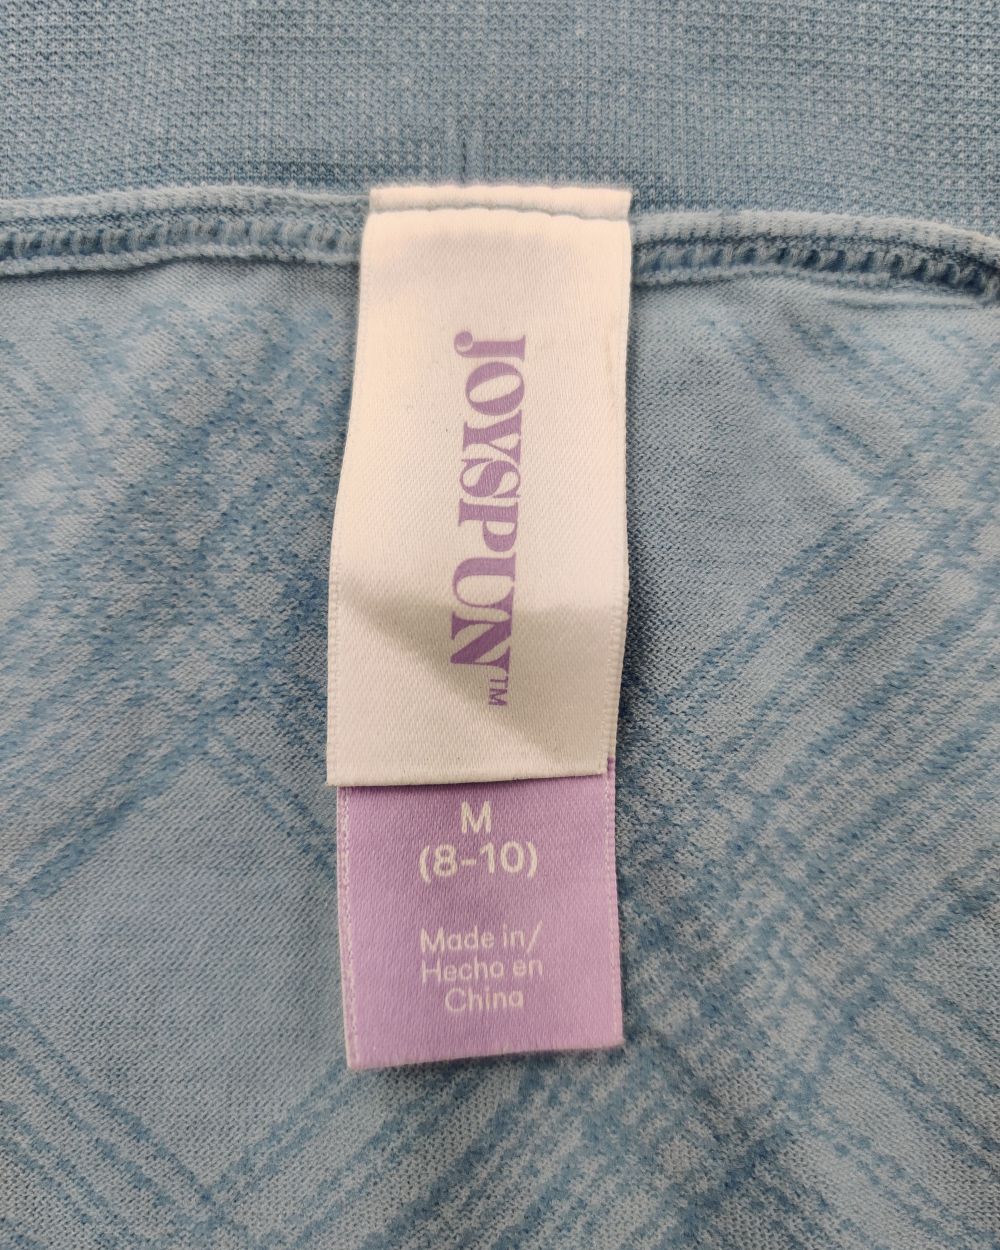 JOYSPUN™
M
(8-10)
Made in/
Hecho en
China